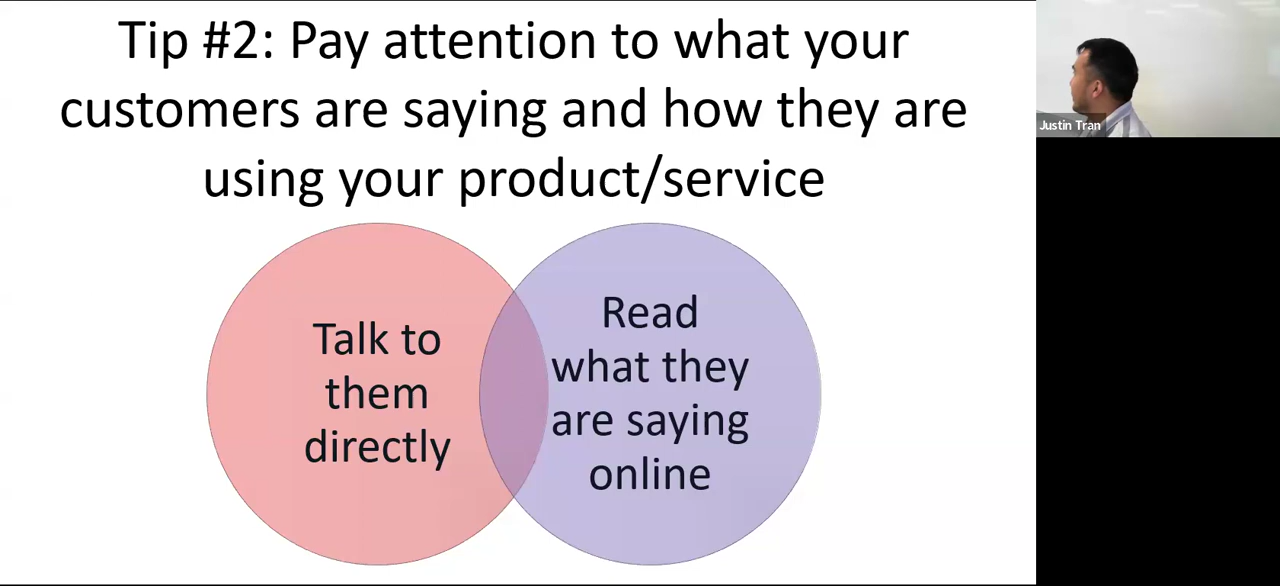 Tip #2: Pay attention to what your
customers are saying and how they are
using your product/service
Talk to
them
directly
Read
what they
are saying
online
Justin Tran